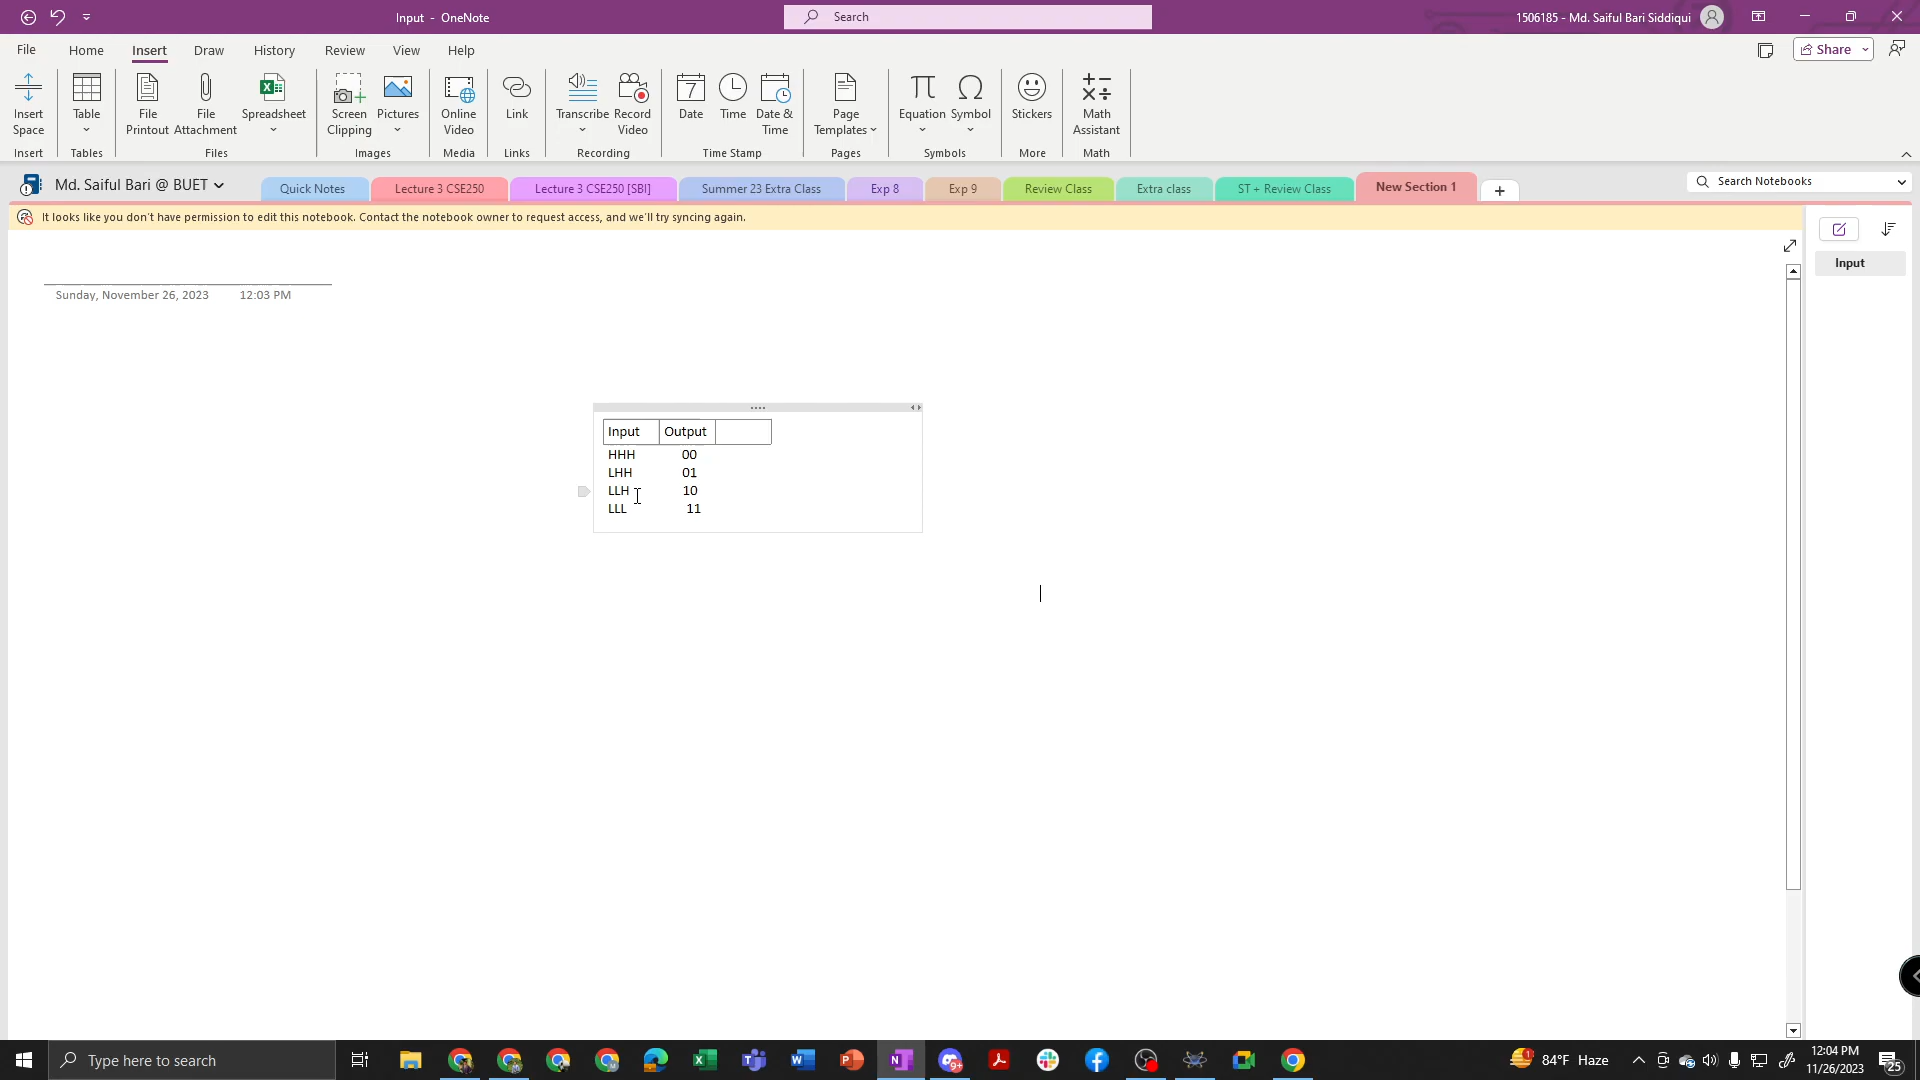 Input - OneNote
Search
1506185 - Md. Saiful Bari Siddiqui
File Home Insert Draw History Review View Help
Share
Insert Space
Table
File Printout
File Attachment
Spreadsheet
Screen Clipping
Pictures
Online Video
Link
Transcribe
Record Video
7
Date
Time
Date & Time
Page Templates
Equation
Symbol
Stickers
Math Assistant
Insert Tables Files Images Media Links Recording Time Stamp Pages Symbols More Math
Md. Saiful Bari @ BUET
Quick Notes
Lecture 3 CSE250
Lecture 3 CSE250 [SBI]
Summer 23 Extra Class
Exp 8
Exp 9
Review Class
Extra class
ST + Review Class
New Section 1
+
Search Notebooks
It looks like you don't have permission to edit this notebook. Contact the notebook owner to request access, and we'll try syncing again.
Input
Sunday, November 26, 2023 12:03 PM
Input Output
HHH 00
LHH 01
LLH 10
LLL 11
Type here to search
9+
1
84°F Haze
12:04 PM
11/26/2023
25